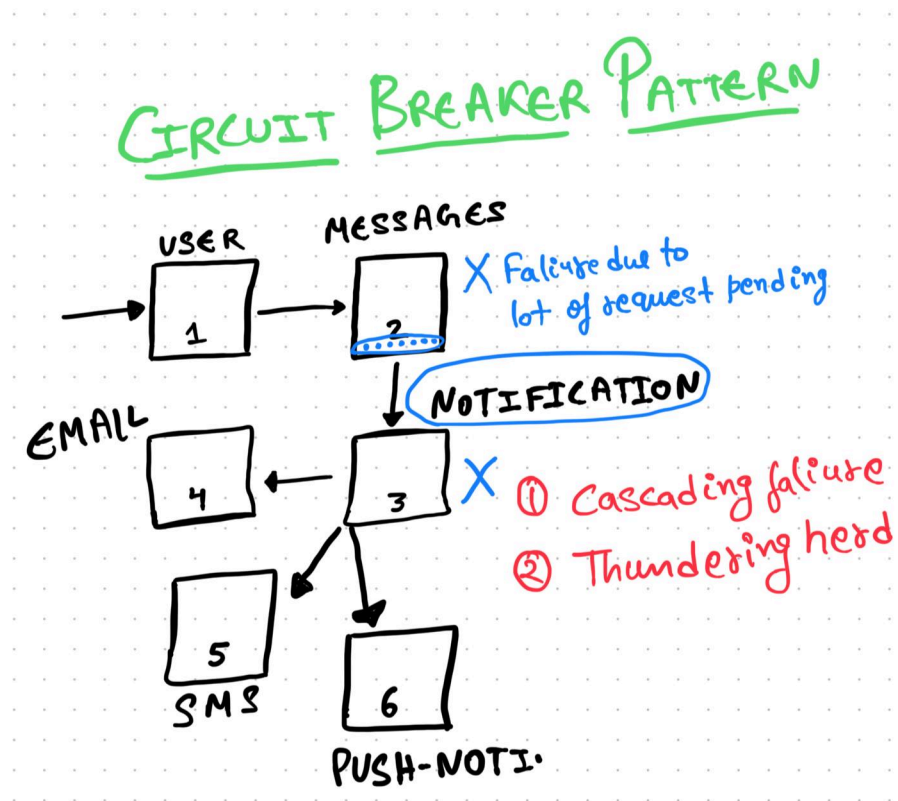 CIRCUIT BREAKER PATTERN
USER
MESSAGES
1
2
X Faliure due to
lot of request pending
NOTIFICATION
EMAIL
4
3
X
① Cascading faliure
② Thundering herd
5
SMS
6
PUSH-NOTI.